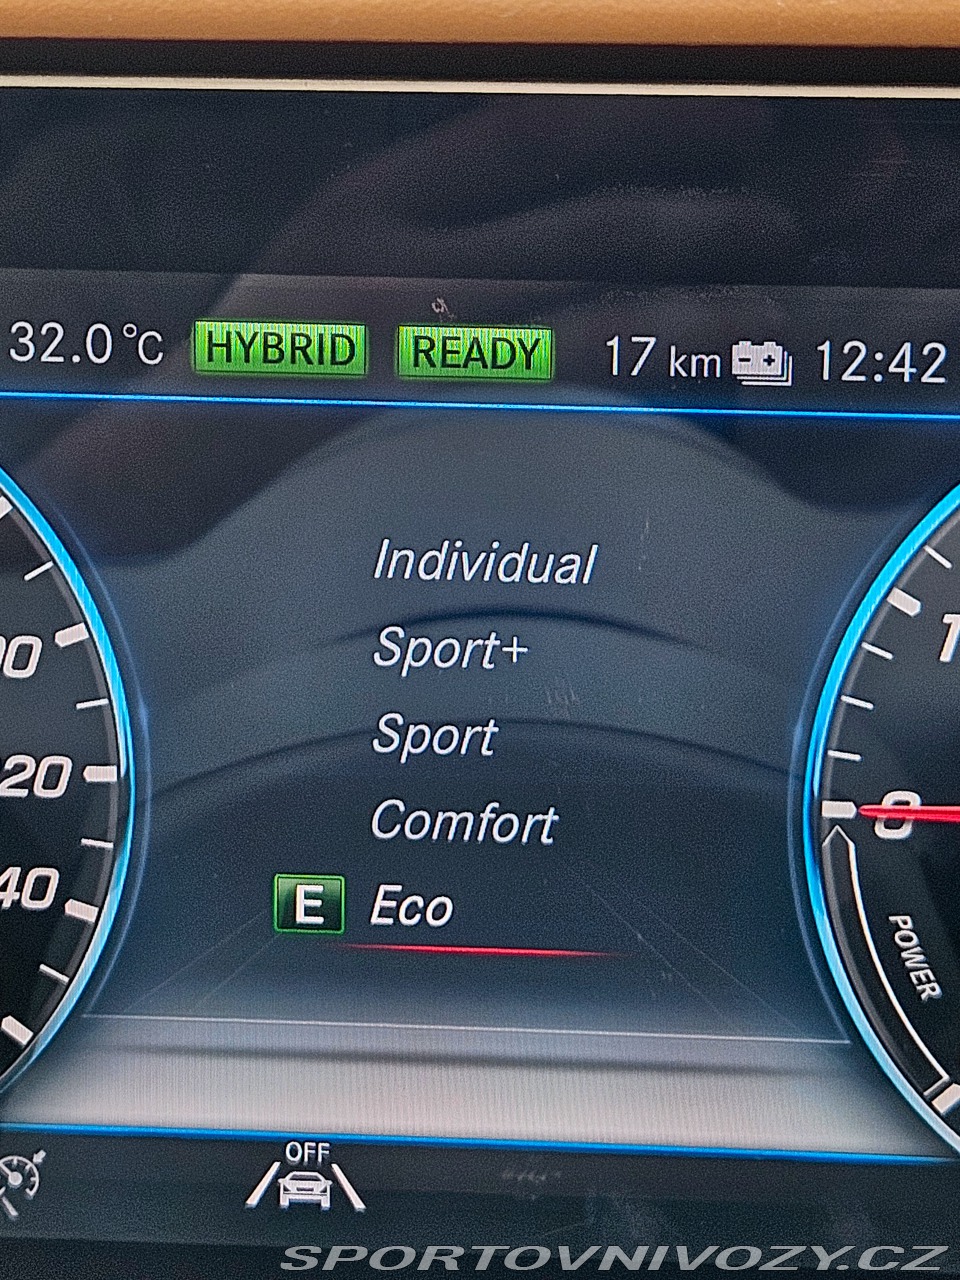 32.0°C HYBRID READY 17 km 12:42
Individual
Sport+
Sport
Comfort
E Eco
20
40
0
POWER
OFF
SPORTOVNIVOZY.CZ